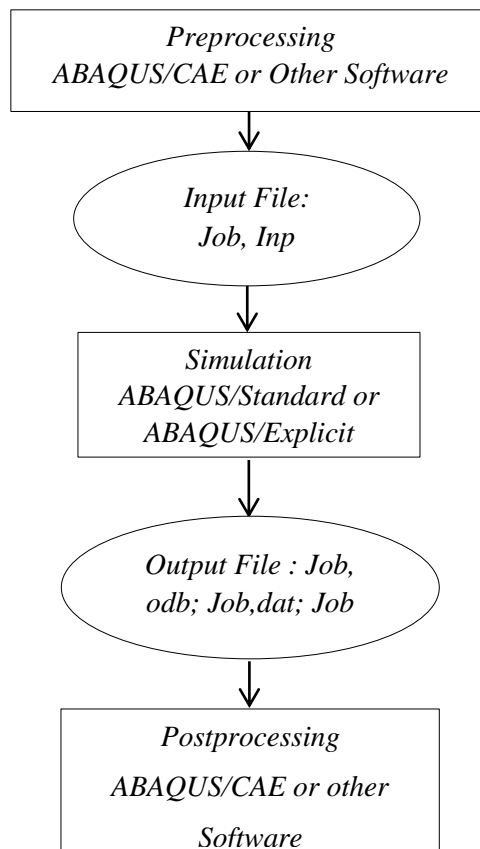 Preprocessing
ABAQUS/CAE or Other Software
Input File:
Job, Inp
Simulation
ABAQUS/Standard or
ABAQUS/Explicit
Output File : Job,
odb; Job,dat; Job
Postprocessing
ABAQUS/CAE or other
Software